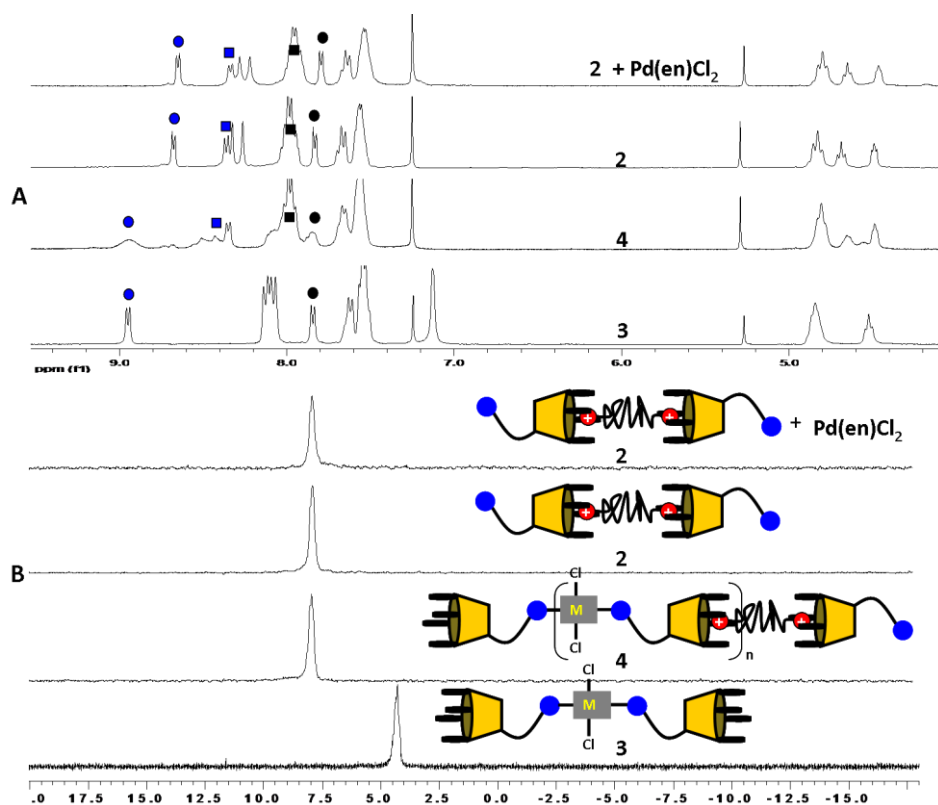 2 + Pd(en)Cl2
2
A
4
3
9.0 8.0 7.0 6.0 5.0
ppm (f1)
+ + + Pd(en)Cl2
2
+ +
2
B
Cl
M
+ +
Cl
n
4
Cl
M
Cl
3
.0 17.5 15.0 12.5 10.0 7.5 5.0 2.5 0.0 -2.5 -5.0 -7.5 -10.0 -12.5 -15.0